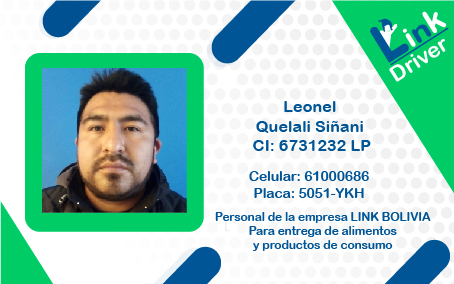 Link
Driver
Leonel
Quelali Siñani
CI: 6731232 LP
Celular: 61000686
Placa: 5051-YKH
Personal de la empresa LINK BOLIVIA
Para entrega de alimentos
y productos de consumo